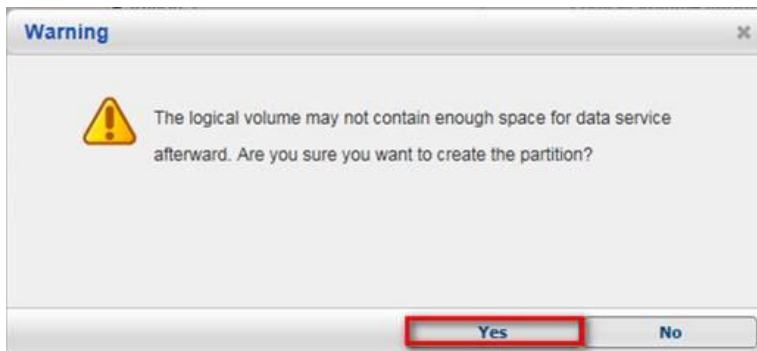 Warning
The logical volume may not contain enough space for data service
afterward. Are you sure you want to create the partition?
Yes
No